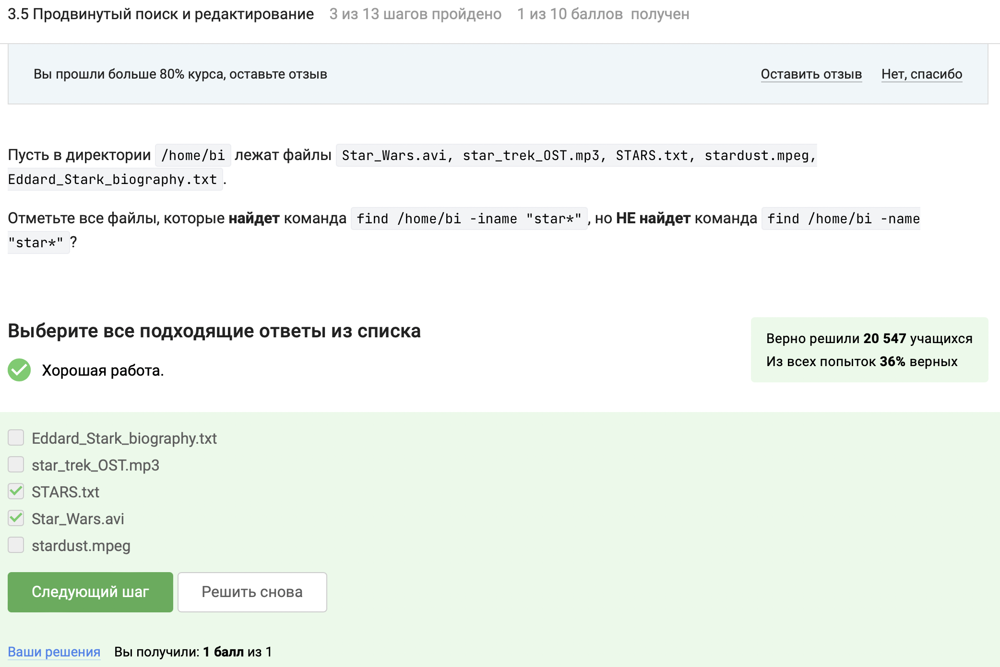 3.5 Продвинутый поиск и редактирование 3 из 13 шагов пройдено 1 из 10 баллов получен
Вы прошли больше 80% курса, оставьте отзыв Оставить отзыв Нет, спасибо
Пусть в директории /home/bi лежат файлы Star_Wars.avi, star_trek_OST.mp3, STARS.txt, stardust.mpeg,
Eddard_Stark_biography.txt.
Отметьте все файлы, которые найдет команда find /home/bi -iname "star*", но НЕ найдет команда find /home/bi -name
"star*"?
Выберите все подходящие ответы из списка
Верно решили 20 547 учащихся
Из всех попыток 36% верных
Хорошая работа.
Eddard_Stark_biography.txt
star_trek_OST.mp3
STARS.txt
Star_Wars.avi
stardust.mpeg
Следующий шаг Решить снова
Ваши решения Вы получили: 1 балл из 1